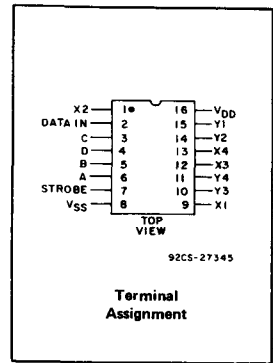 X2 1 16 VDD
DATA IN 2 15 Y1
C 3 14 Y2
D 4 13 X4
B 5 12 X3
A 6 11 Y4
STROBE 7 10 Y3
VSS 8 9 X1
TOP
VIEW
92CS-27345
Terminal
Assignment